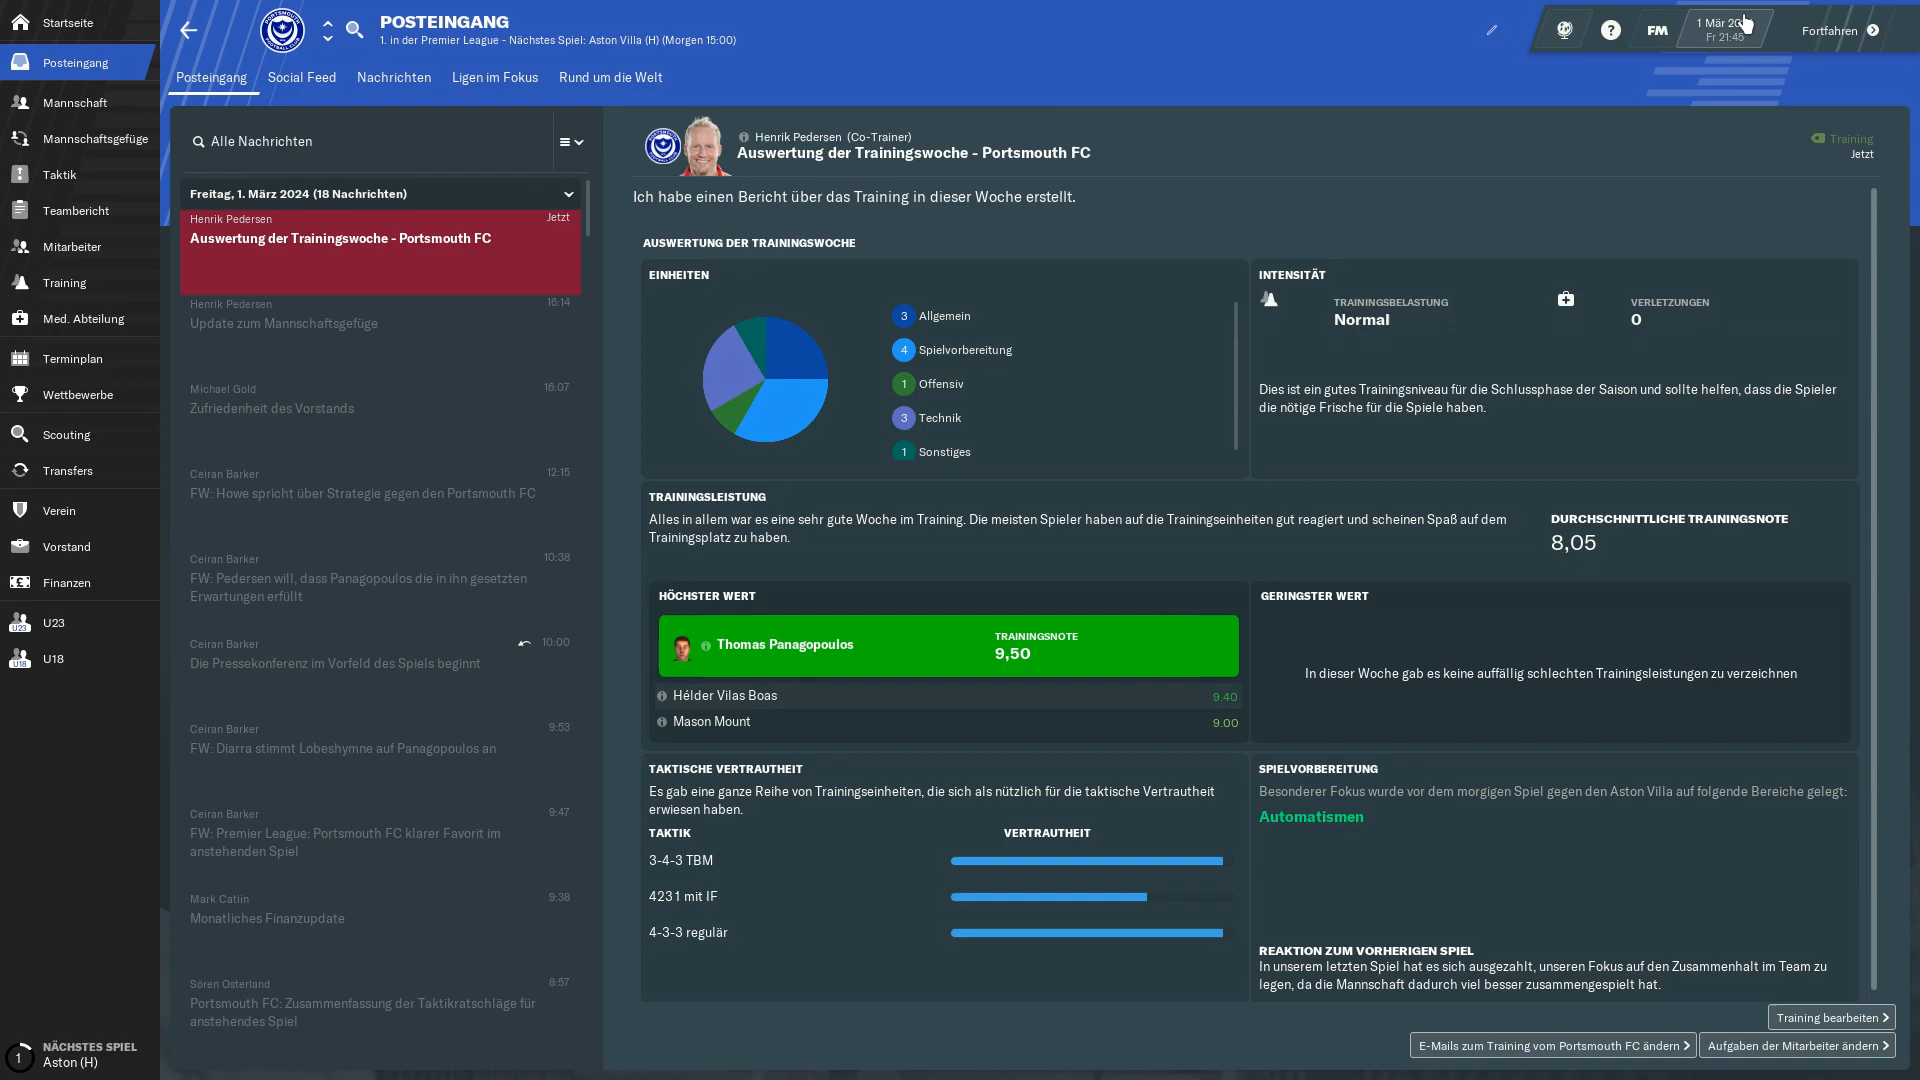 Startseite
Posteingang
Mannschaft
Mannschaftsgefüge
Taktik
Teambericht
Mitarbeiter
Training
Med. Abteilung
Terminplan
Wettbewerbe
Scouting
Transfers
Verein
Vorstand
Finanzen
U23
U23
U18
U18
1
NÄCHSTES SPIEL
Aston (H)
POSTEINGANG
1. in der Premier League - Nächstes Spiel: Aston Villa (H) (Morgen 15:00)
FM
1 Mär
Fr 21:45
Fortfahren
Posteingang
Social Feed
Nachrichten
Ligen im Fokus
Rund um die Welt
Alle Nachrichten
Freitag, 1. März 2024 (18 Nachrichten)
Henrik Pedersen
Jetzt
Auswertung der Trainingswoche - Portsmouth FC
Henrik Pedersen
16:14
Update zum Mannschaftsgefüge
Michael Gold
16:07
Zufriedenheit des Vorstands
Ceiran Barker
12:15
FW: Howe spricht über Strategie gegen den Portsmouth FC
Ceiran Barker
10:38
FW: Pedersen will, dass Panagopoulos die in ihn gesetzten
Erwartungen erfüllt
Ceiran Barker
10:00
Die Pressekonferenz im Vorfeld des Spiels beginnt
Ceiran Barker
9:53
FW: Diarra stimmt Lobeshymne auf Panagopoulos an
Ceiran Barker
9:47
FW: Premier League: Portsmouth FC klarer Favorit im
anstehenden Spiel
Mark Catlin
9:38
Monatliches Finanzupdate
Sören Osterland
8:57
Portsmouth FC: Zusammenfassung der Taktikratschläge für
anstehendes Spiel
Henrik Pedersen (Co-Trainer)
Auswertung der Trainingswoche - Portsmouth FC
Training
Jetzt
Ich habe einen Bericht über das Training in dieser Woche erstellt.
AUSWERTUNG DER TRAININGSWOCHE
EINHEITEN
3 Allgemein
4 Spielvorbereitung
1 Offensiv
3 Technik
1 Sonstiges
INTENSITÄT
TRAININGSBELASTUNG
Normal
VERLETZUNGEN
0
Dies ist ein gutes Trainingsniveau für die Schlussphase der Saison und sollte helfen, dass die Spieler
die nötige Frische für die Spiele haben.
TRAININGSLEISTUNG
Alles in allem war es eine sehr gute Woche im Training. Die meisten Spieler haben auf die Trainingseinheiten gut reagiert und scheinen Spaß auf dem
Trainingsplatz zu haben.
DURCHSCHNITTLICHE TRAININGSNOTE
8,05
HÖCHSTER WERT
Thomas Panagopoulos
TRAININGSNOTE
9,50
Hélder Vilas Boas
9.40
Mason Mount
9.00
GERINGSTER WERT
In dieser Woche gab es keine auffällig schlechten Trainingsleistungen zu verzeichnen
TAKTISCHE VERTRAUTHEIT
Es gab eine ganze Reihe von Trainingseinheiten, die sich als nützlich für die taktische Vertrautheit
erwiesen haben.
TAKTIK
VERTRAUTHEIT
3-4-3 TBM
4231 mit IF
4-3-3 regulär
SPIELVORBEREITUNG
Besonderer Fokus wurde vor dem morgigen Spiel gegen den Aston Villa auf folgende Bereiche gelegt:
Automatismen
REAKTION ZUM VORHERIGEN SPIEL
In unserem letzten Spiel hat es sich ausgezahlt, unseren Fokus auf den Zusammenhalt im Team zu
legen, da die Mannschaft dadurch viel besser zusammengespielt hat.
Training bearbeiten
E-Mails zum Training vom Portsmouth FC ändern
Aufgaben der Mitarbeiter ändern